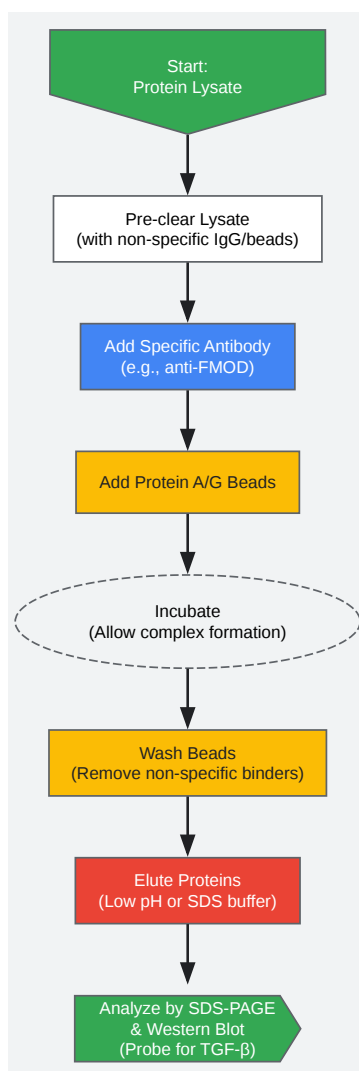 Start:
Protein Lysate
Pre-clear Lysate
(with non-specific IgG/beads)
Add Specific Antibody
(e.g., anti-FMOD)
Add Protein A/G Beads
Incubate
(Allow complex formation)
Wash Beads
(Remove non-specific binders)
Elute Proteins
(Low pH or SDS buffer)
Analyze by SDS-PAGE
& Western Blot
(Probe for TGF-β)